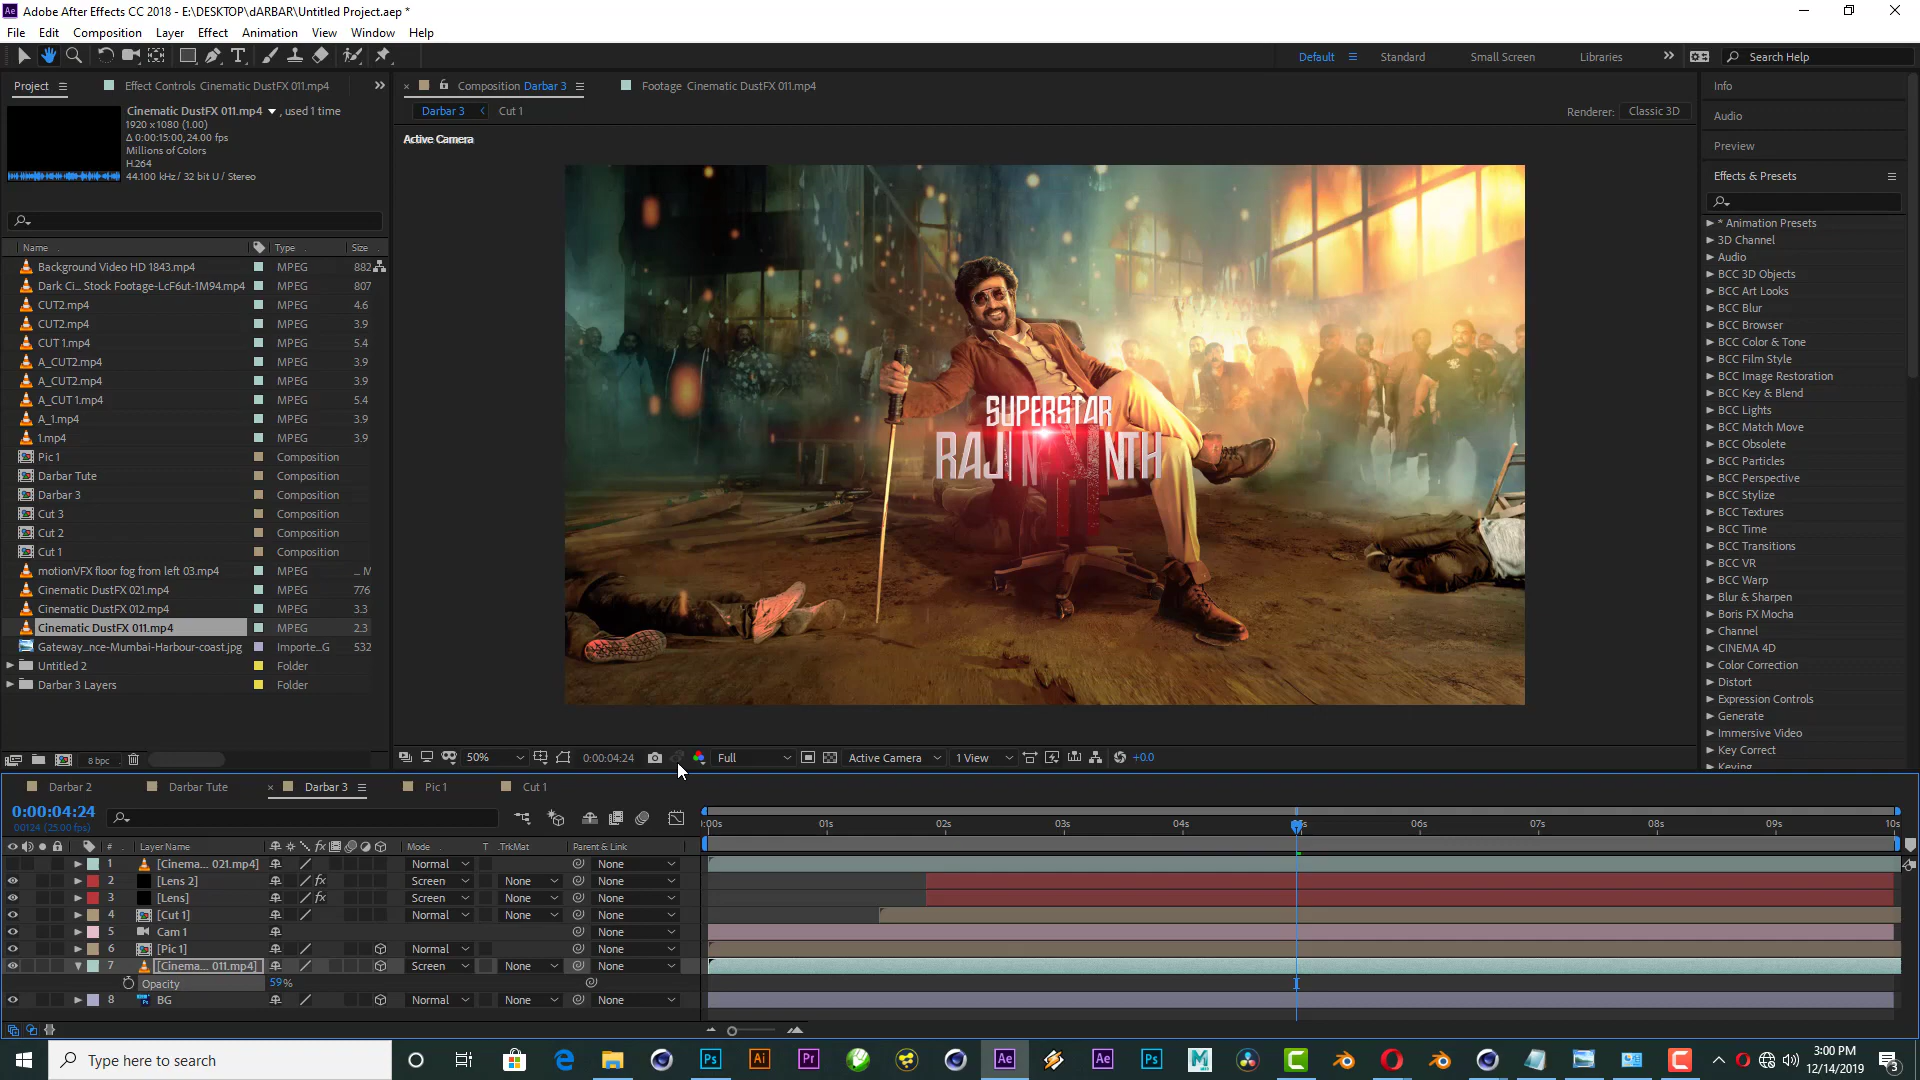 Adobe After Effects CC 2018 - E:\DESKTOP\dARBAR\Untitled Project.aep *
File Edit Composition Layer Effect Animation View Window Help
Default Standard Small Screen Libraries Search Help
Project Effect Controls Cinematic DustFX 011.mp4
Cinematic DustFX 011.mp4 , used 1 time
1920 x 1080 (1.00)
Δ 0:00:15:00, 24.00 fps
Millions of Colors
H.264
44.100 kHz / 32 bit U / Stereo
Name Type Size
Background Video HD 1843.mp4 MPEG 882
Dark Ci... Stock Footage-LcF6ut-1M94.mp4 MPEG 807
CUT2.mp4 MPEG 4.6
CUT2.mp4 MPEG 3.9
CUT 1.mp4 MPEG 5.4
A_CUT2.mp4 MPEG 3.9
A_CUT2.mp4 MPEG 3.9
A_CUT 1.mp4 MPEG 5.4
A_1.mp4 MPEG 3.9
1.mp4 MPEG 3.9
Pic 1 Composition
Darbar Tute Composition
Darbar 3 Composition
Cut 3 Composition
Cut 2 Composition
Cut 1 Composition
motionVFX floor fog from left 03.mp4 MPEG ... M
Cinematic DustFX 021.mp4 MPEG 776
Cinematic DustFX 012.mp4 MPEG 3.3
Cinematic DustFX 011.mp4 MPEG 2.3
Gateway...nce-Mumbai-Harbour-coast.jpg Importe...G 532
Untitled 2 Folder
Darbar 3 Layers Folder
8 bpc
Composition Darbar 3 Footage Cinematic DustFX 011.mp4
Darbar 3 Cut 1 Renderer: Classic 3D
Active Camera
SUPERSTAR
50% 0:00:04:24 Full Active Camera 1 View +0.0
Info
Audio
Preview
Effects & Presets
* Animation Presets
3D Channel
Audio
BCC 3D Objects
BCC Art Looks
BCC Blur
BCC Browser
BCC Color & Tone
BCC Film Style
BCC Image Restoration
BCC Key & Blend
BCC Lights
BCC Match Move
BCC Obsolete
BCC Particles
BCC Perspective
BCC Stylize
BCC Textures
BCC Time
BCC Transitions
BCC VR
BCC Warp
Blur & Sharpen
Boris FX Mocha
Channel
CINEMA 4D
Color Correction
Distort
Expression Controls
Generate
Immersive Video
Key Correct
Keying
Darbar 2 Darbar Tute Darbar 3 Pic 1 Cut 1
0:00:04:24
00124 (25.00 fps)
:00s 01s 02s 03s 04s 05s 06s 07s 08s 09s 10s
# Layer Name Mode T .TrkMat Parent & Link
1 [Cinema... 021.mp4] Normal None
2 [Lens 2] Screen None None
3 [Lens] Screen None None
4 [Cut 1] Normal None None
5 Cam 1 None
6 [Pic 1] Normal None
7 [Cinema... 011.mp4] Screen None None
Opacity 59%
8 BG Normal None None
Type here to search
3:00 PM
12/14/2019
3